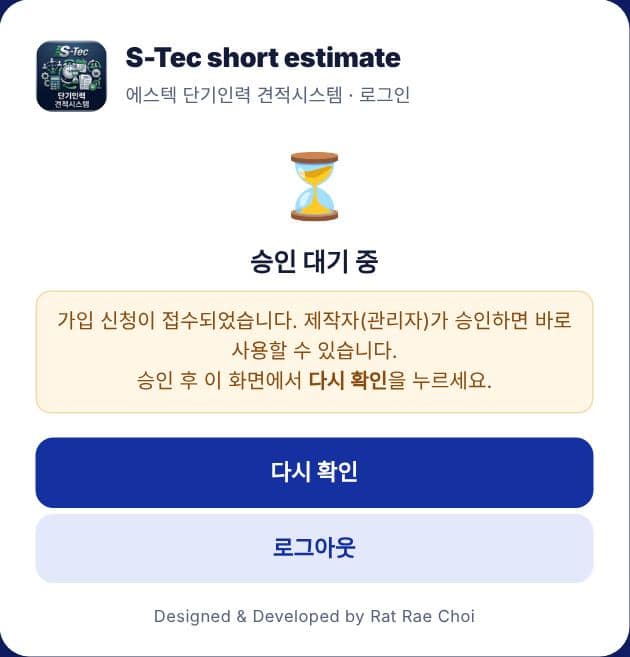 S-Tec
단기인력
견적시스템
S-Tec short estimate
에스텍 단기인력 견적시스템 · 로그인
승인 대기 중
가입 신청이 접수되었습니다. 제작자(관리자)가 승인하면 바로
사용할 수 있습니다.
승인 후 이 화면에서 다시 확인을 누르세요.
다시 확인
로그아웃
Designed & Developed by Rat Rae Choi